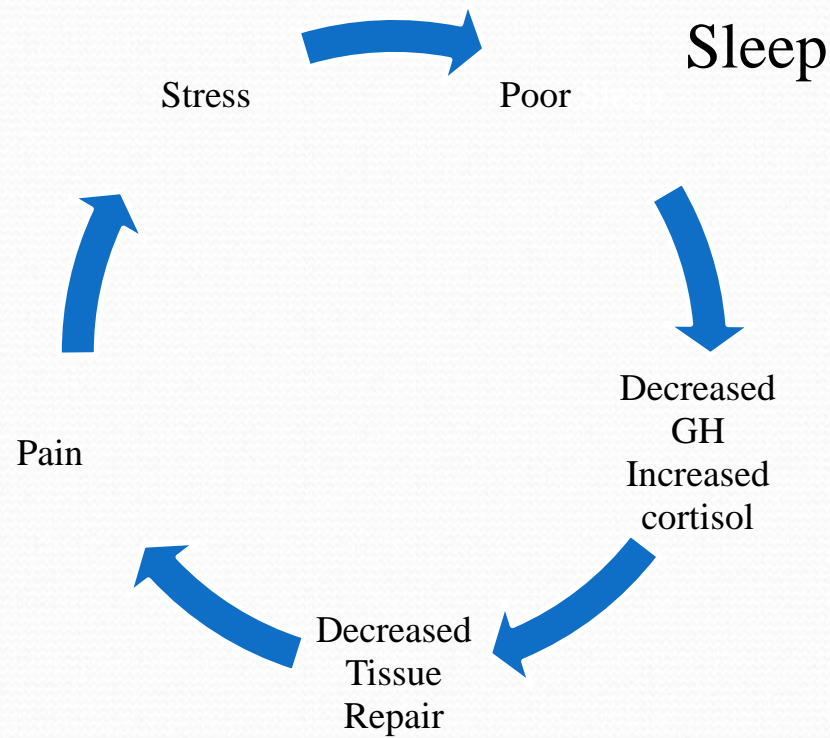 Sleep
Stress
Poor
Decreased
GH
Increased
cortisol
Decreased
Tissue
Repair
Pain